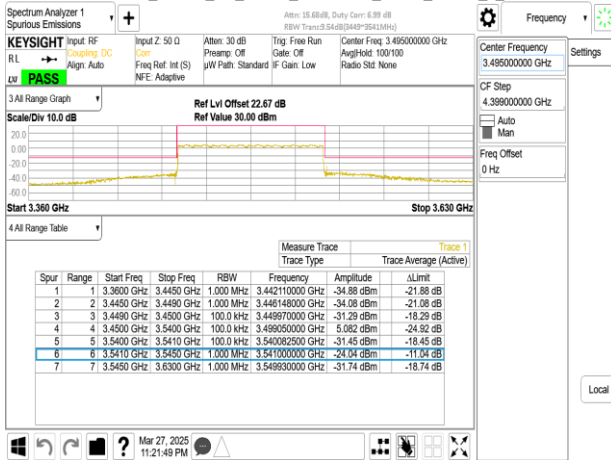 Spectrum Analyzer 1
Spurious Emissions
Atten: 15.68dB, Duty Corr: 6.99 dB
RBW Trans:9.54dB(3449~3541MHz)
Frequency
KEYSIGHT
RL
PASS
Input: RF
Coupling: DC
Align: Auto
Input Z: 50 Ω
Corr
Freq Ref: Int (S)
NFE: Adaptive
Atten: 30 dB
Preamp: Off
µW Path: Standard
Trig: Free Run
Gate: Off
IF Gain: Low
Center Freq: 3.495000000 GHz
Avg|Hold: 100/100
Radio Std: None
Center Frequency
3.495000000 GHz
Settings
CF Step
4.399000000 GHz
Auto
Man
Freq Offset
0 Hz
3 All Range Graph
Scale/Div 10.0 dB
Ref Lvl Offset 22.67 dB
Ref Value 30.00 dBm
20.0
0.00
-20.0
-40.0
-60.0
Start 3.360 GHz
Stop 3.630 GHz
4 All Range Table
Measure Trace Trace 1
Trace Type Trace Average (Active)
Spur Range Start Freq Stop Freq RBW Frequency Amplitude ΔLimit
1 1 3.3600 GHz 3.4450 GHz 1.000 MHz 3.442110000 GHz -34.88 dBm -21.88 dB
2 2 3.4450 GHz 3.4490 GHz 1.000 MHz 3.446148000 GHz -34.08 dBm -21.08 dB
3 3 3.4490 GHz 3.4500 GHz 100.0 kHz 3.449970000 GHz -31.29 dBm -18.29 dB
4 4 3.4500 GHz 3.5400 GHz 100.0 kHz 3.499050000 GHz 5.082 dBm -24.92 dB
5 5 3.5400 GHz 3.5410 GHz 100.0 kHz 3.540082500 GHz -31.45 dBm -18.45 dB
6 6 3.5410 GHz 3.5450 GHz 1.000 MHz 3.541000000 GHz -24.04 dBm -11.04 dB
7 7 3.5450 GHz 3.6300 GHz 1.000 MHz 3.549930000 GHz -31.74 dBm -18.74 dB
Local
?
Mar 27, 2025
11:21:49 PM